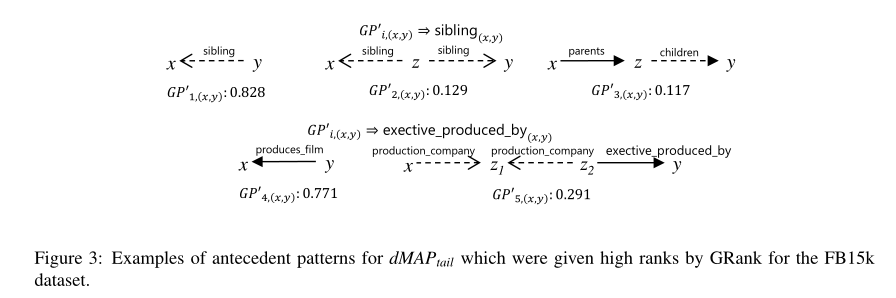 GP'i,(x,y) ⇒ sibling(x,y)
sibling sibling sibling parents children
x y x z y x z y
GP'1,(x,y): 0.828 GP'2,(x,y): 0.129 GP'3,(x,y): 0.117
GP'i,(x,y) ⇒ exective_produced_by(x,y)
produces_film production_company production_company exective_produced_by
x y x z1 z2 y
GP'4,(x,y): 0.771 GP'5,(x,y): 0.291
Figure 3: Examples of antecedent patterns for dMAPtail which were given high ranks by GRank for the FB15k
dataset.